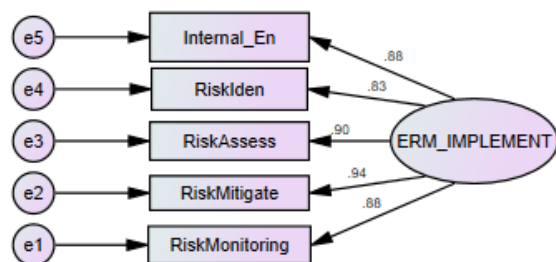 e5 Internal_En .88
e4 RiskIden .83
e3 RiskAssess .90 ERM_IMPLEMENT
e2 RiskMitigate .94
e1 RiskMonitoring .88